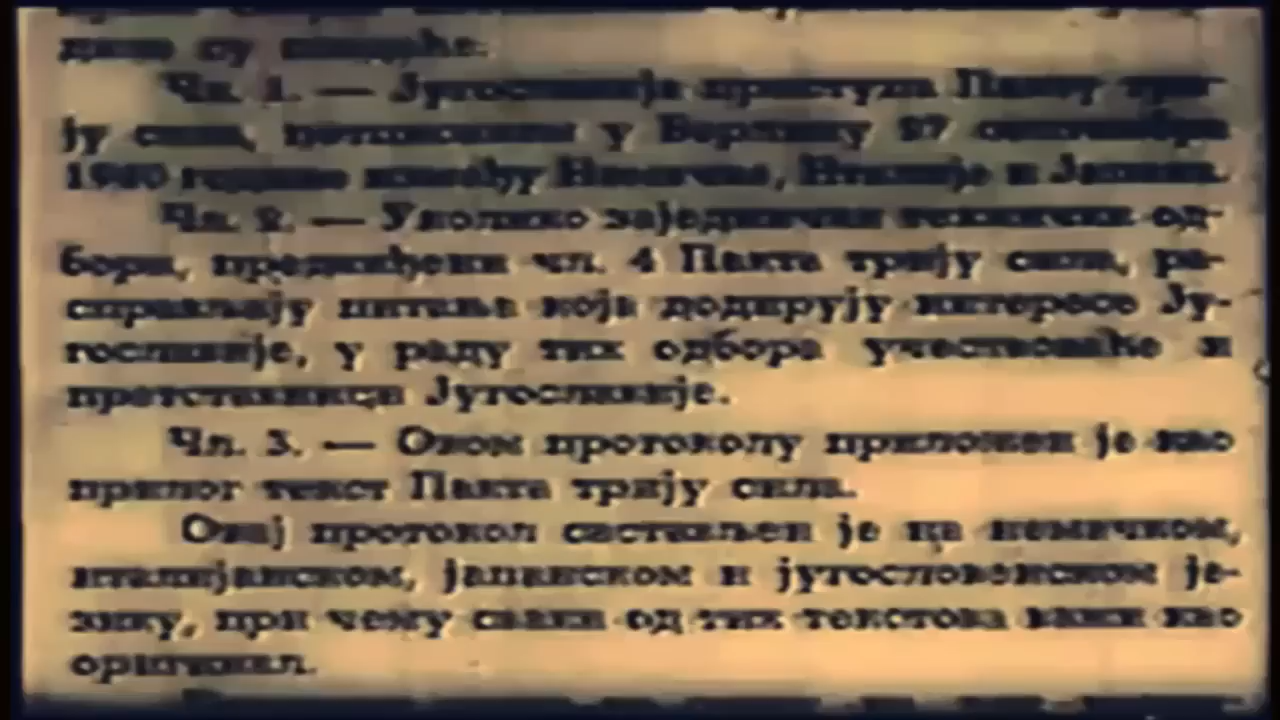 су следеће:
Чл. 1. — Југославија приступа Пакту три-
ју сила, потписаном у Берлину 27 септембра
1940 године између Немачке, Италије и Јапана.
Чл. 2. — Уколико заједнички технички од-
бори, предвиђени чл. 4 Пакта трију сила, ра-
справљају питања која додирују интересе Ју-
гославије, у раду тих одбора учествоваће и
претставници Југославије.
Чл. 3. — Овом протоколу приложен је као
прилог текст Пакта трију сила.
Овај протокол састављен је на немачком,
италијанском, јапанском и југословенском је-
зику, при чему сваки од тих текстова важи као
оригинал.